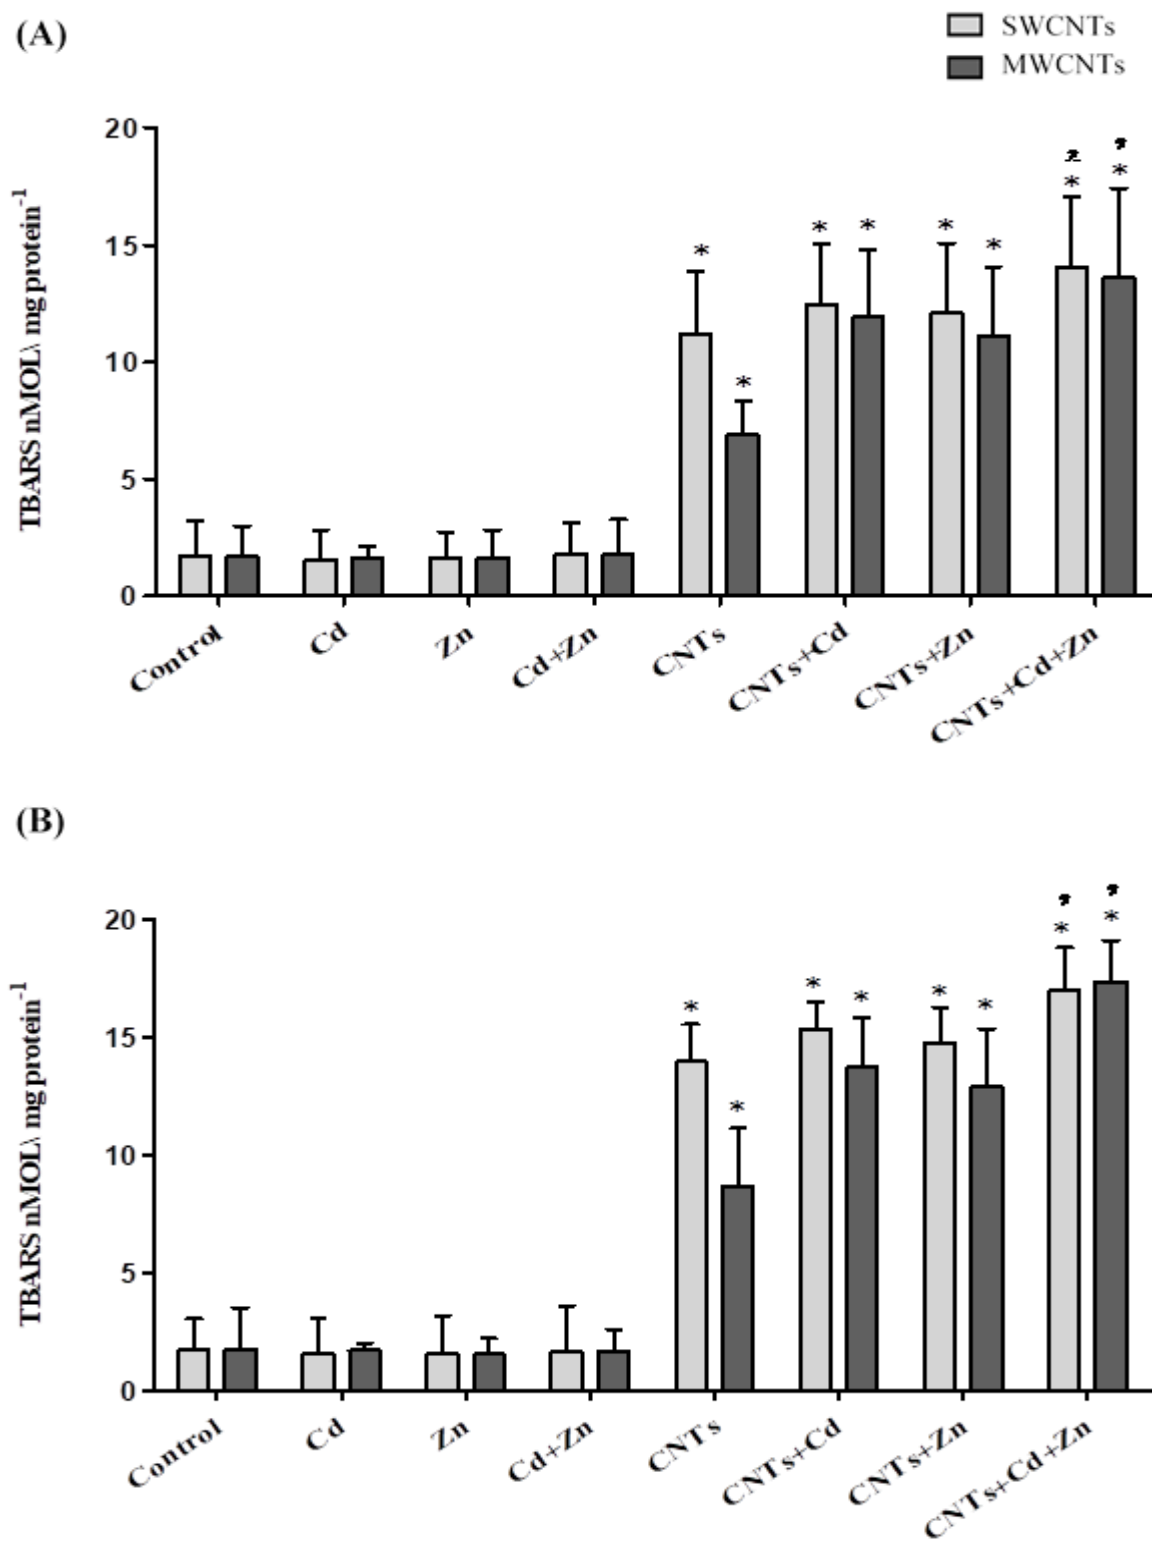 (A)
SWCNTs
MWCNTs
TBARS nMOL\ mg protein-1
20
15
10
5
0
* * * * * * * *
Control Cd Zn Cd+Zn CNTs CNTs+Cd CNTs+Zn CNTs+Cd+Zn
(B)
TBARS nMOL\ mg protein-1
20
15
10
5
0
* * * * * * * *
Control Cd Zn Cd+Zn CNTs CNTs+Cd CNTs+Zn CNTs+Cd+Zn